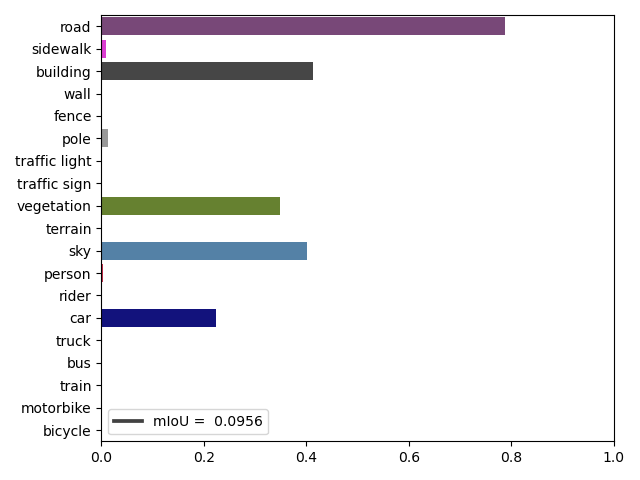 road
sidewalk
building
wall
fence
pole
traffic light
traffic sign
vegetation
terrain
sky
person
rider
car
truck
bus
train
motorbike
bicycle
mIoU = 0.0956
0.0 0.2 0.4 0.6 0.8 1.0